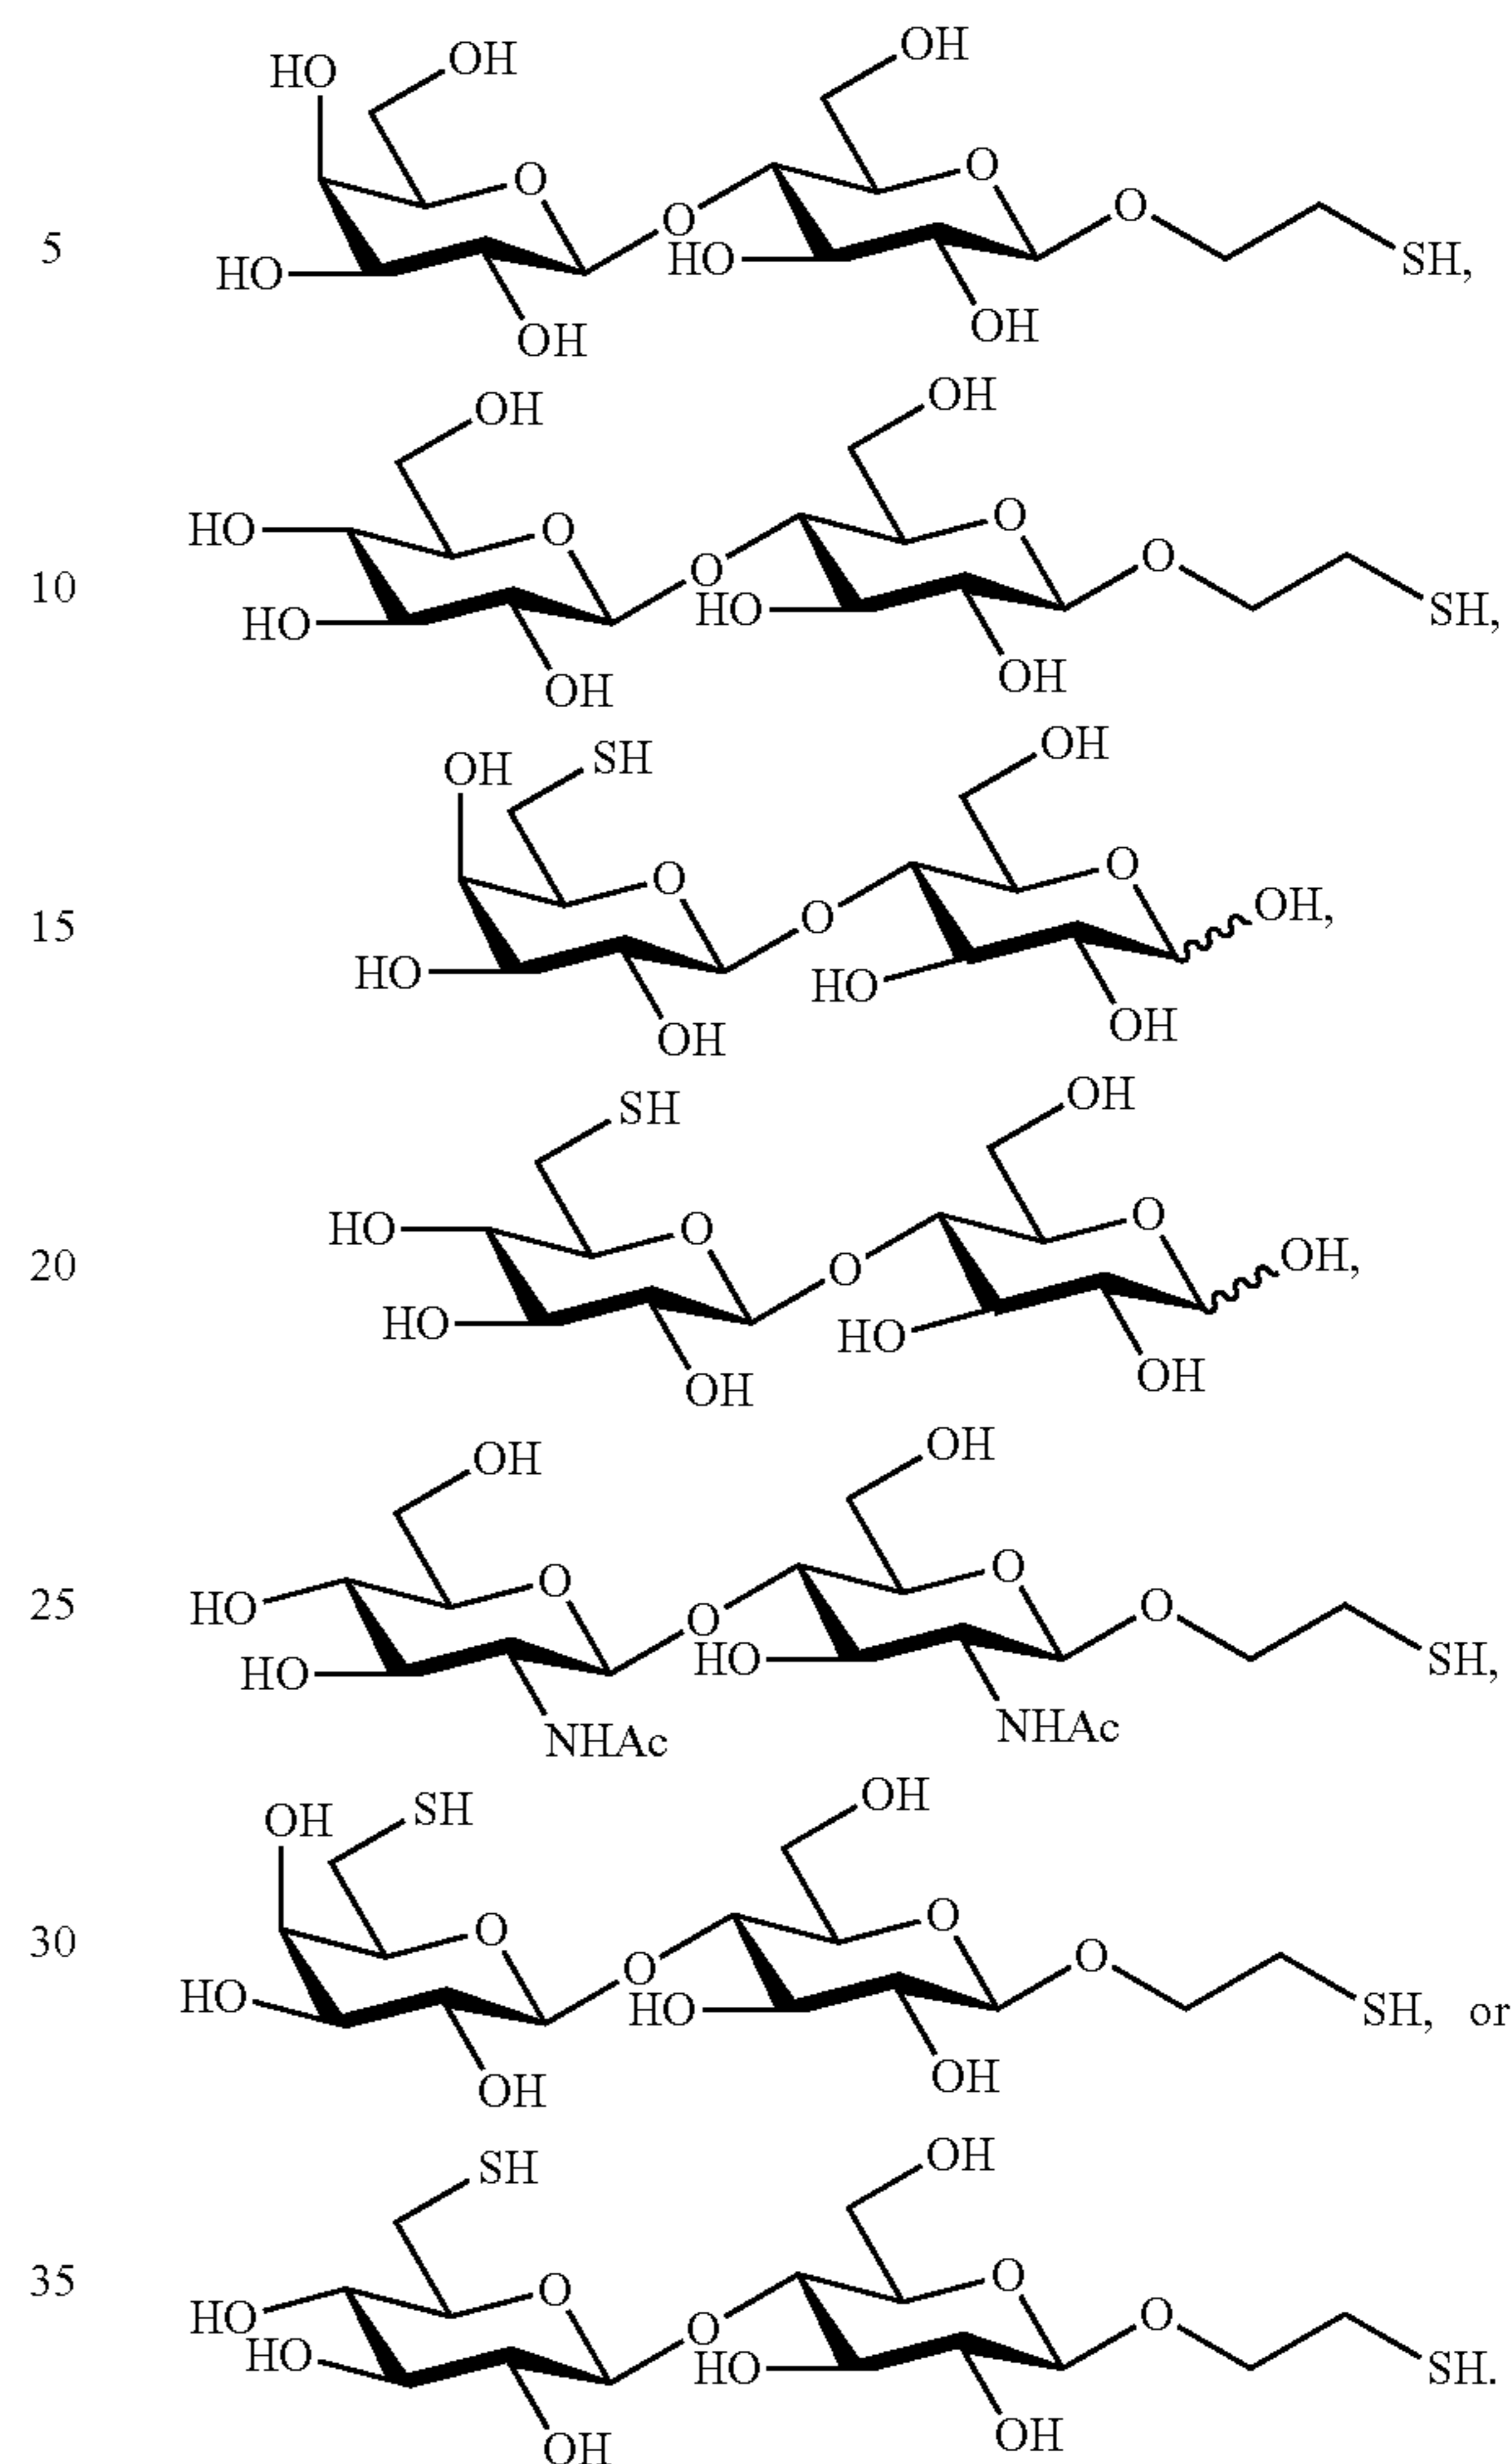 HO OH OH
O O
O O
5 HO HO SH,
OH OH
OH OH
HO O O
O O
10 HO HO SH,
OH OH
OH SH OH
O O
15 O OH,
HO HO
OH OH
SH OH
HO O O
20 O OH,
HO HO
OH OH
OH OH
O O
25 HO O O
HO HO SH,
NHAc NHAc
OH SH OH
O O
30 O O
HO HO SH, or
OH OH
SH OH
35 O O
HO O O
HO HO SH.
OH OH